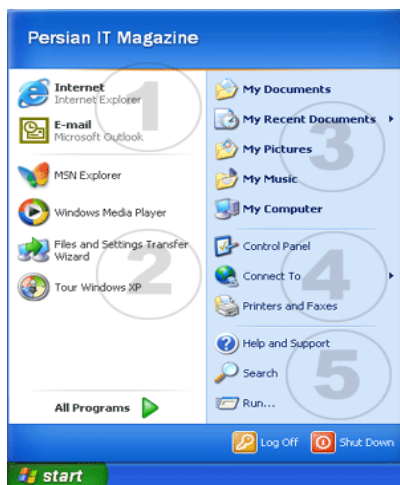 Persian IT Magazine
Internet
Internet Explorer
E-mail
Microsoft Outlook
MSN Explorer
Windows Media Player
Files and Settings Transfer
Wizard
Tour Windows XP
All Programs
1
2
My Documents
My Recent Documents
My Pictures
My Music
My Computer
Control Panel
Connect To
Printers and Faxes
Help and Support
Search
Run...
3
4
5
Log Off
Shut Down
start